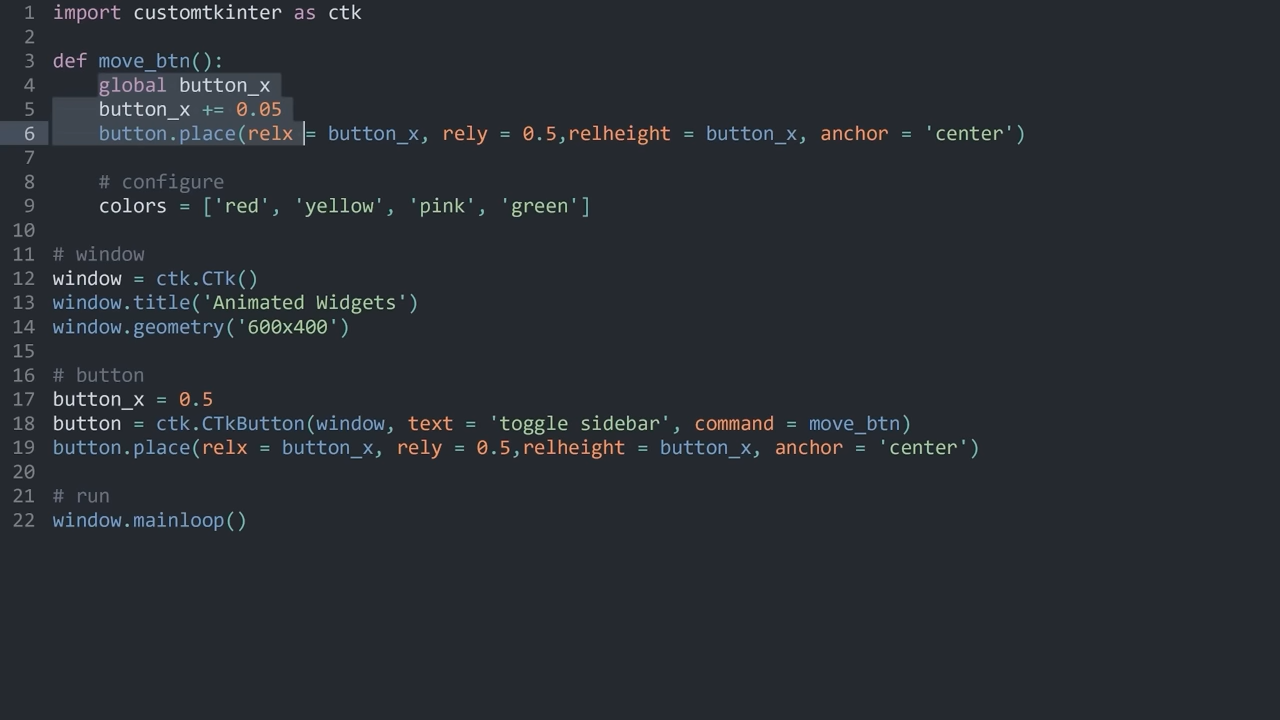 1 import customtkinter as ctk
2
3 def move_btn():
4     global button_x
5     button_x += 0.05
6     button.place(relx = button_x, rely = 0.5,relheight = button_x, anchor = 'center')
7
8     # configure
9     colors = ['red', 'yellow', 'pink', 'green']
10
11 # window
12 window = ctk.CTk()
13 window.title('Animated Widgets')
14 window.geometry('600x400')
15
16 # button
17 button_x = 0.5
18 button = ctk.CTkButton(window, text = 'toggle sidebar', command = move_btn)
19 button.place(relx = button_x, rely = 0.5,relheight = button_x, anchor = 'center')
20
21 # run
22 window.mainloop()